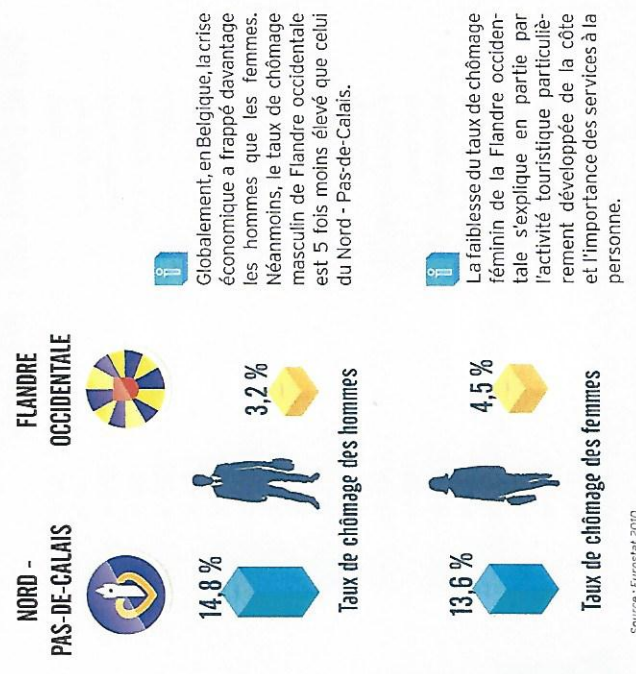 NORD -
PAS-DE-CALAIS
FLANDRE
OCCIDENTALE
14,8 %
3,2 %
Taux de chômage des hommes
Globalement, en Belgique, la crise
économique a frappé davantage
les hommes que les femmes.
Néanmoins, le taux de chômage
masculin de Flandre occidentale
est 5 fois moins élevé que celui
du Nord - Pas-de-Calais.
13,6 %
4,5 %
Taux de chômage des femmes
La faiblesse du taux de chômage
féminin de la Flandre occiden-
tale s'explique en partie par
l'activité touristique particuliè-
rement développée de la côte
et l'importance des services à la
personne.
Source : Eurostat 2010